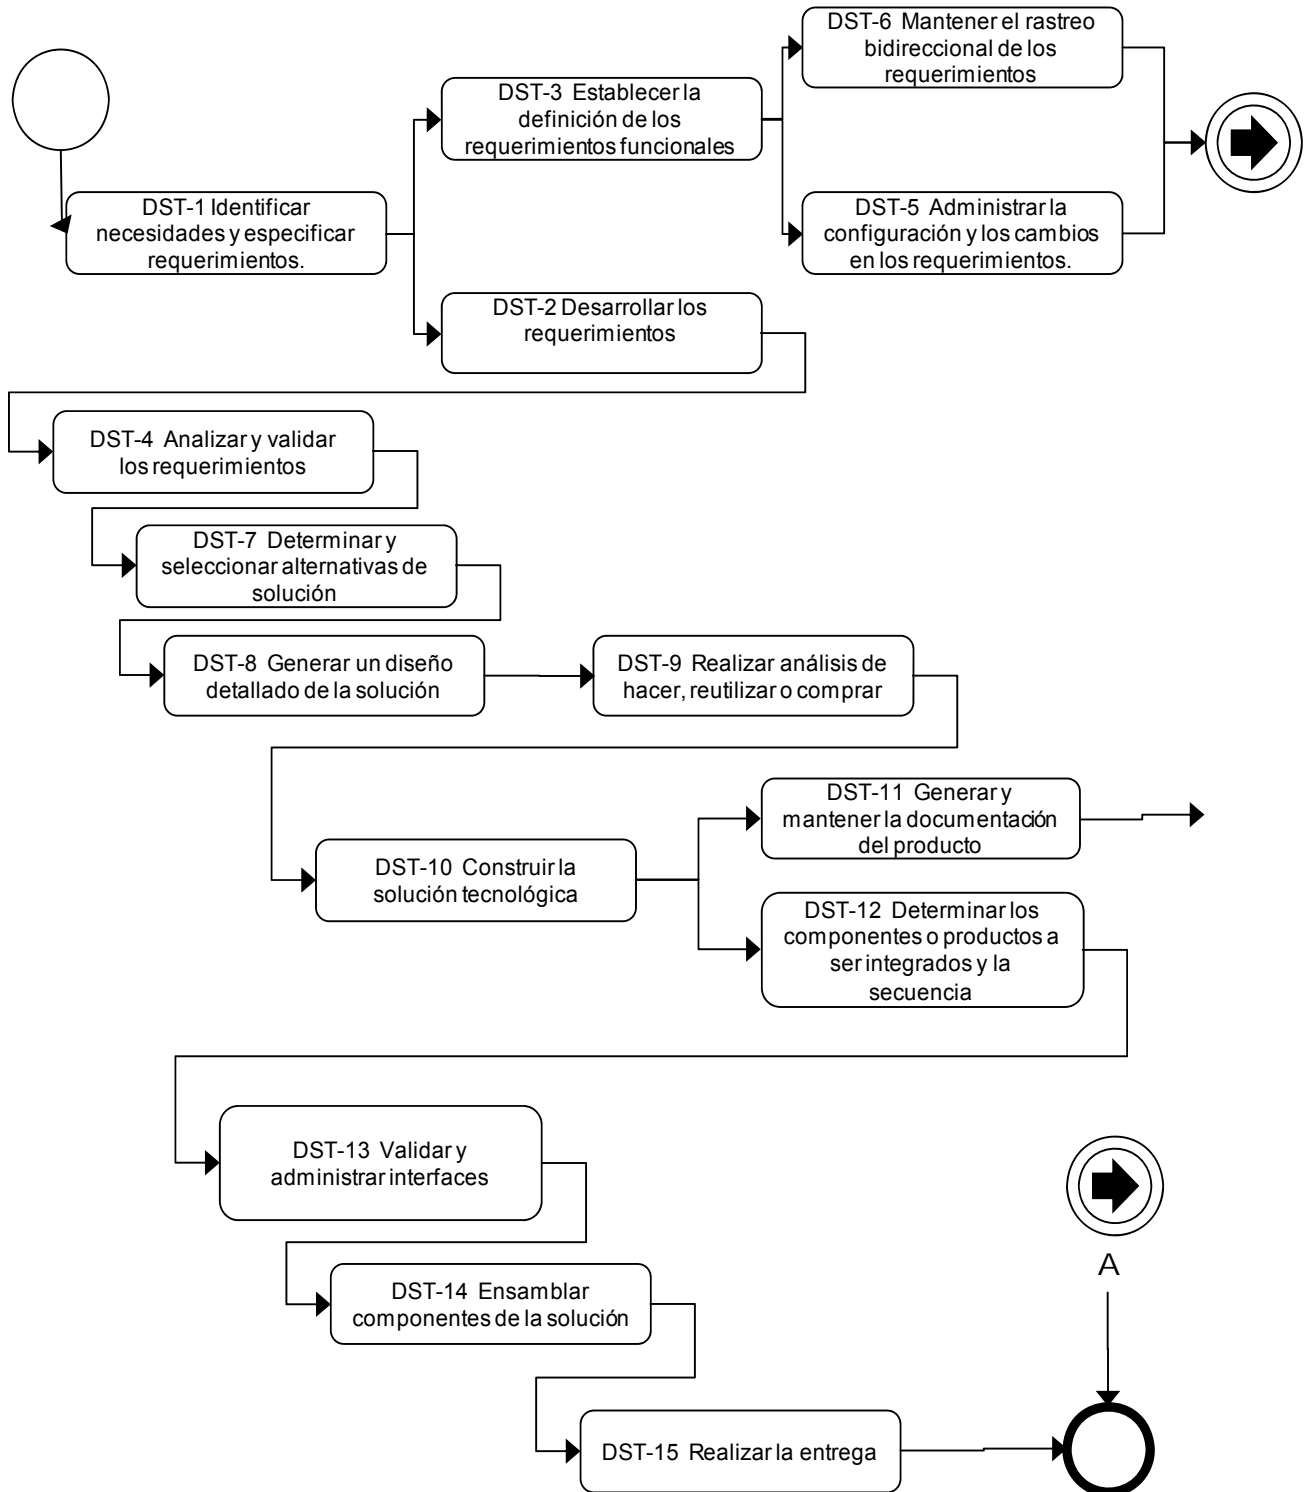 DST-6 Mantener el rastreo
bidireccional de los
requerimientos
DST-3 Establecer la
definición de los
requerimientos funcionales
DST-1 Identificar
necesidades y especificar
requerimientos.
DST-5 Administrar la
configuración y los cambios
en los requerimientos.
DST-2 Desarrollar los
requerimientos
DST-4 Analizar y validar
los requerimientos
DST-7 Determinar y
seleccionar alternativas de
solución
DST-8 Generar un diseño
detallado de la solución
DST-9 Realizar análisis de
hacer, reutilizar o comprar
DST-11 Generar y
mantener la documentación
del producto
DST-10 Construir la
solución tecnológica
DST-12 Determinar los
componentes o productos a
ser integrados y la
secuencia
DST-13 Validar y
administrar interfaces
A
DST-14 Ensamblar
componentes de la solución
DST-15 Realizar la entrega